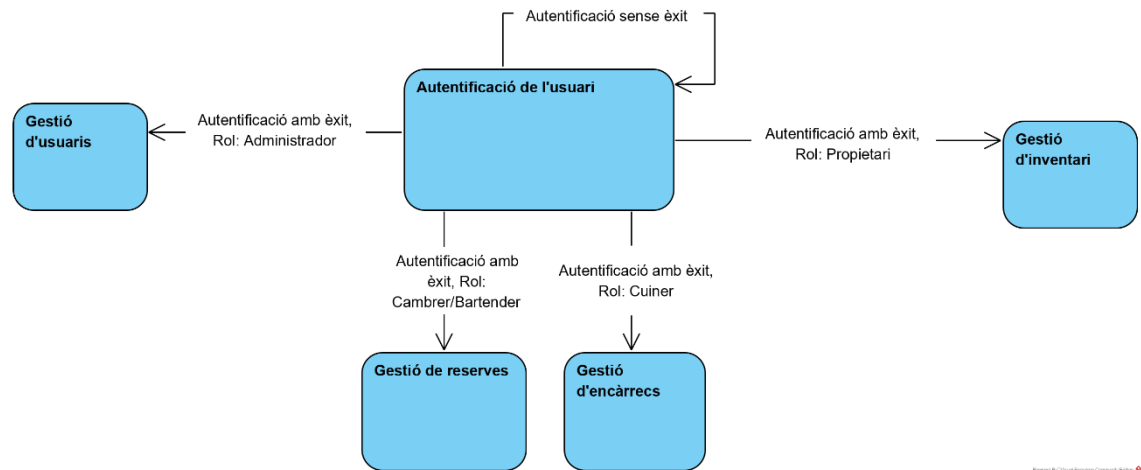 Autentificació sense èxit
Autentificació de l'usuari
Gestió
d'usuaris
Autentificació amb èxit,
Rol: Administrador
Autentificació amb èxit,
Rol: Propietari
Gestió
d'inventari
Autentificació amb
èxit, Rol:
Cambrer/Bartender
Autentificació amb èxit,
Rol: Cuiner
Gestió de reserves
Gestió
d'encàrrecs